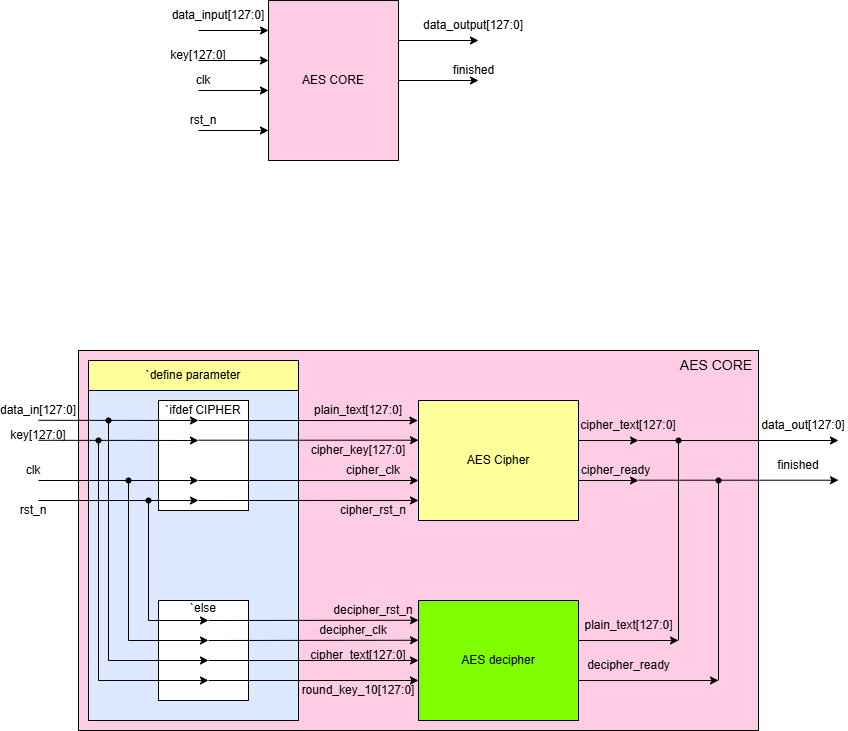 data_input[127:0]
data_output[127:0]
key[127:0]
finished
clk
AES CORE
rst_n
AES CORE
`define parameter
data_in[127:0]
`ifdef CIPHER
plain_text[127:0]
key[127:0]
cipher_text[127:0]
data_out[127:0]
cipher_key[127:0]
AES Cipher
clk
cipher_clk
cipher_ready
finished
rst_n
cipher_rst_n
`else
decipher_rst_n
decipher_clk
plain_text[127:0]
cipher_text[127:0]
AES decipher
decipher_ready
round_key_10[127:0]